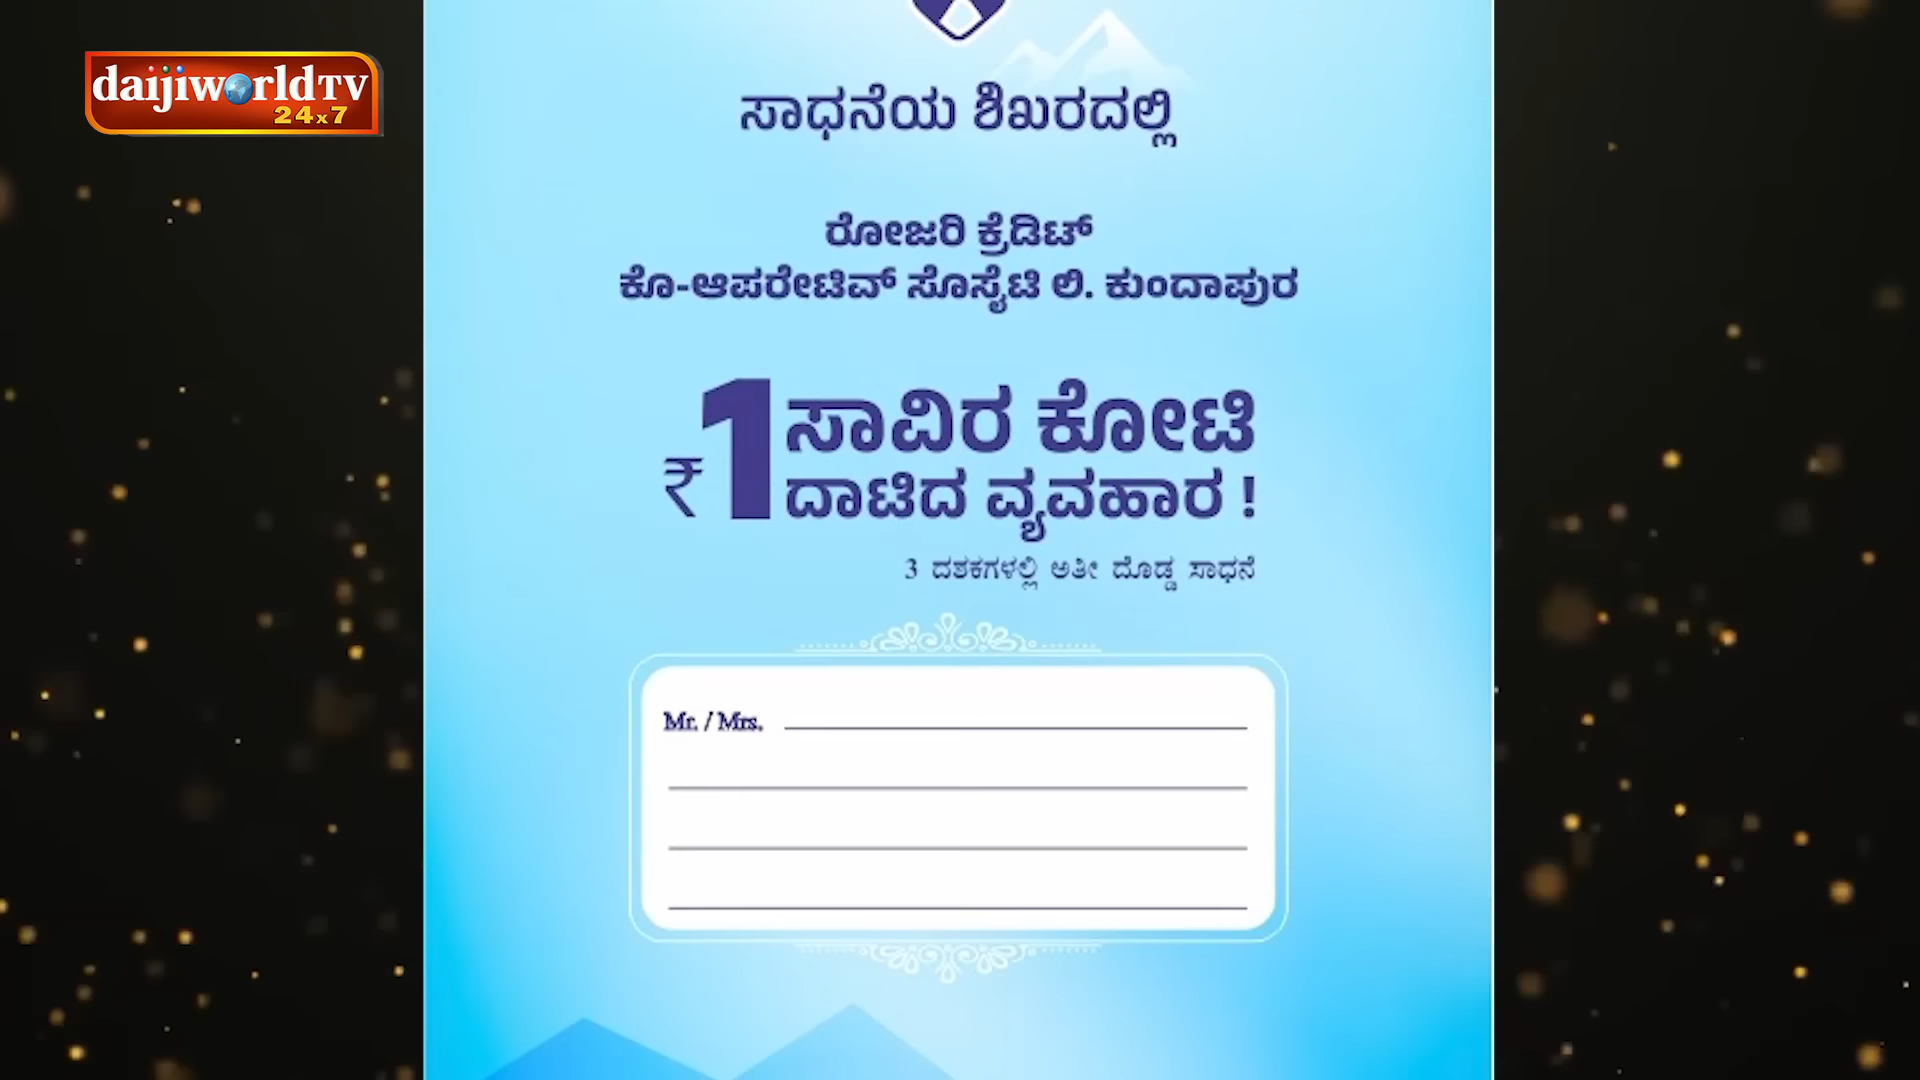 daijiworldTV
24x7
ಸಾಧನೆಯ ಶಿಖರದಲ್ಲಿ
ರೋಜರಿ ಕ್ರೆಡಿಟ್
ಕೊ-ಆಪರೇಟಿವ್ ಸೊಸೈಟಿ ಲಿ. ಕುಂದಾಪುರ
₹1 ಸಾವಿರ ಕೋಟಿ
ದಾಟಿದ ವ್ಯವಹಾರ !
3 ದಶಕಗಳಲ್ಲಿ ಅತೀ ದೊಡ್ಡ ಸಾಧನೆ
Mr. / Mrs.